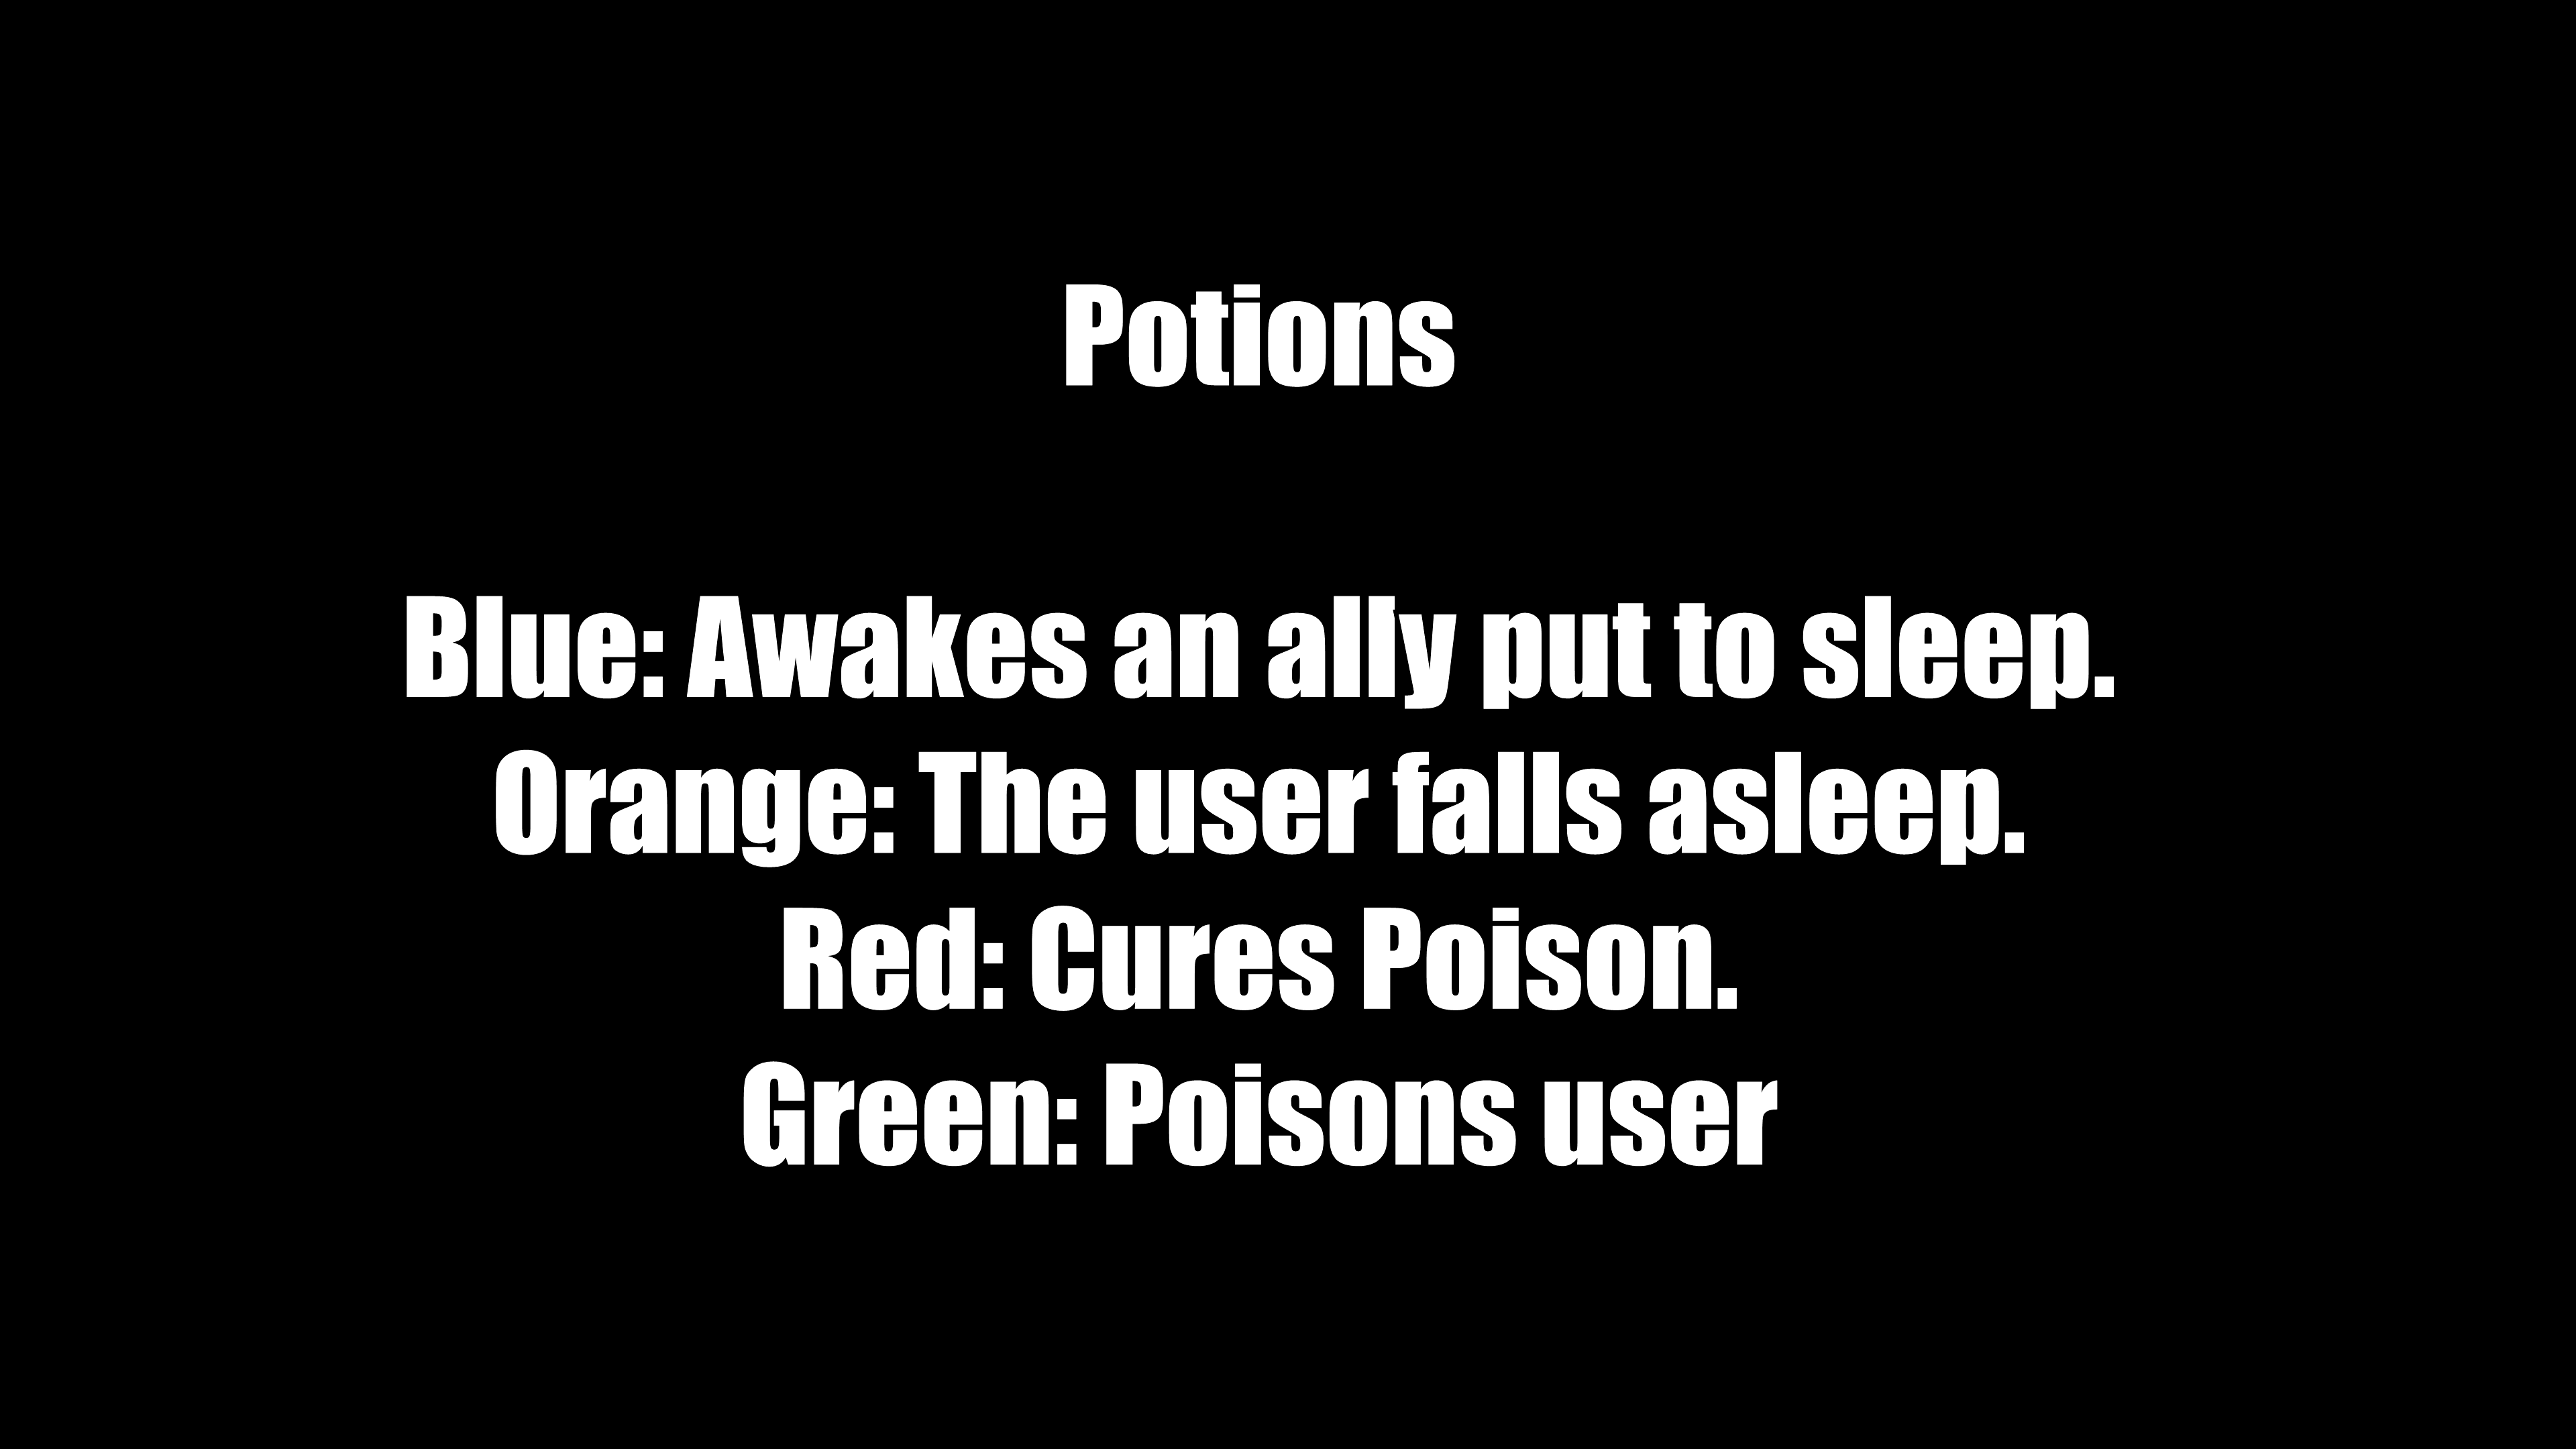 Potions
Blue: Awakes an ally put to sleep.
Orange: The user falls asleep.
Red: Cures Poison.
Green: Poisons user